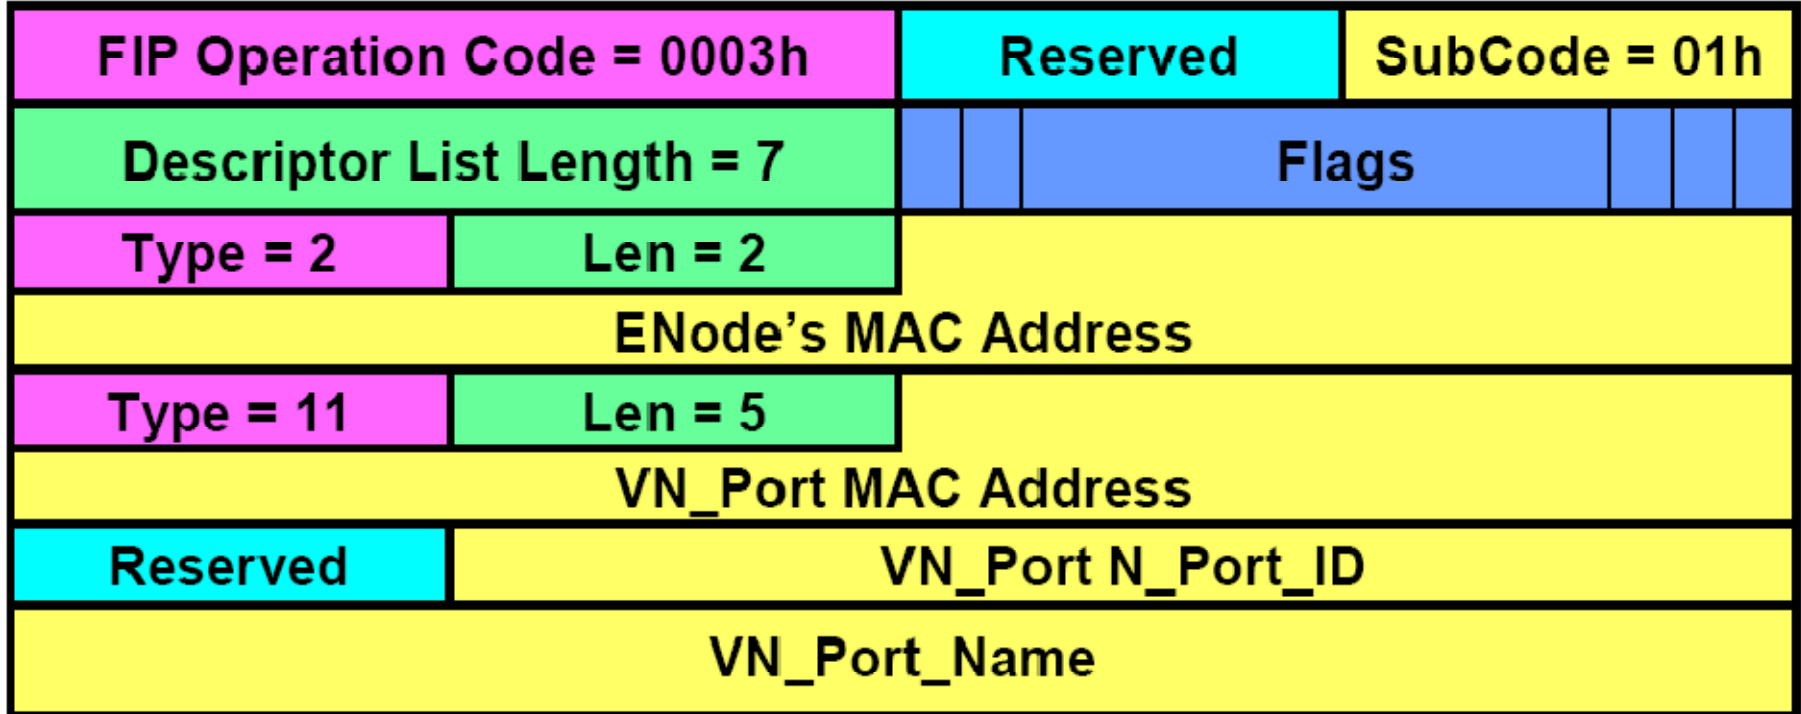 FIP Operation Code = 0003h
Reserved
SubCode = 01h
Descriptor List Length = 7
Flags
Type = 2
Len = 2
ENode’s MAC Address
Type = 11
Len = 5
VN_Port MAC Address
Reserved
VN_Port N_Port_ID
VN_Port_Name